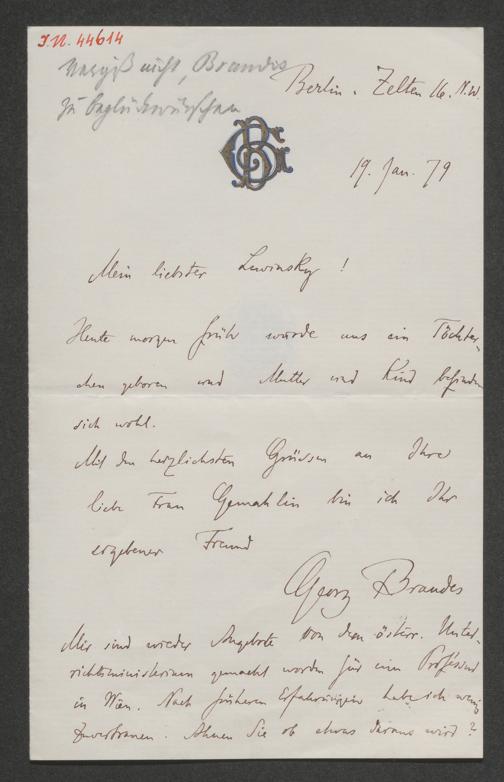 I.N. 44614
Vergiß nicht, Brandes
zu beglückwünschen
Berlin. Zelten 16. N.W.
GB
19. Jan. 79
Mein liebster Lewinsky!
Heute morgen früh wurde uns ein Töchter-
chen geboren und Mutter und Kind befinden
sich wohl.
Mit den herzlichsten Grüssen an Ihre
liebe Frau Gemahlin bin ich Ihr
ergebener Freund
Georg Brandes
Mir sind wieder Angebote von dem österr. Unter-
richtsministerium gemacht worden für eine Professur
in Wien. Nach früheren Erfahrungen habe ich wenig
Zuvertrauen. Ahnen Sie ob etwas daraus wird?